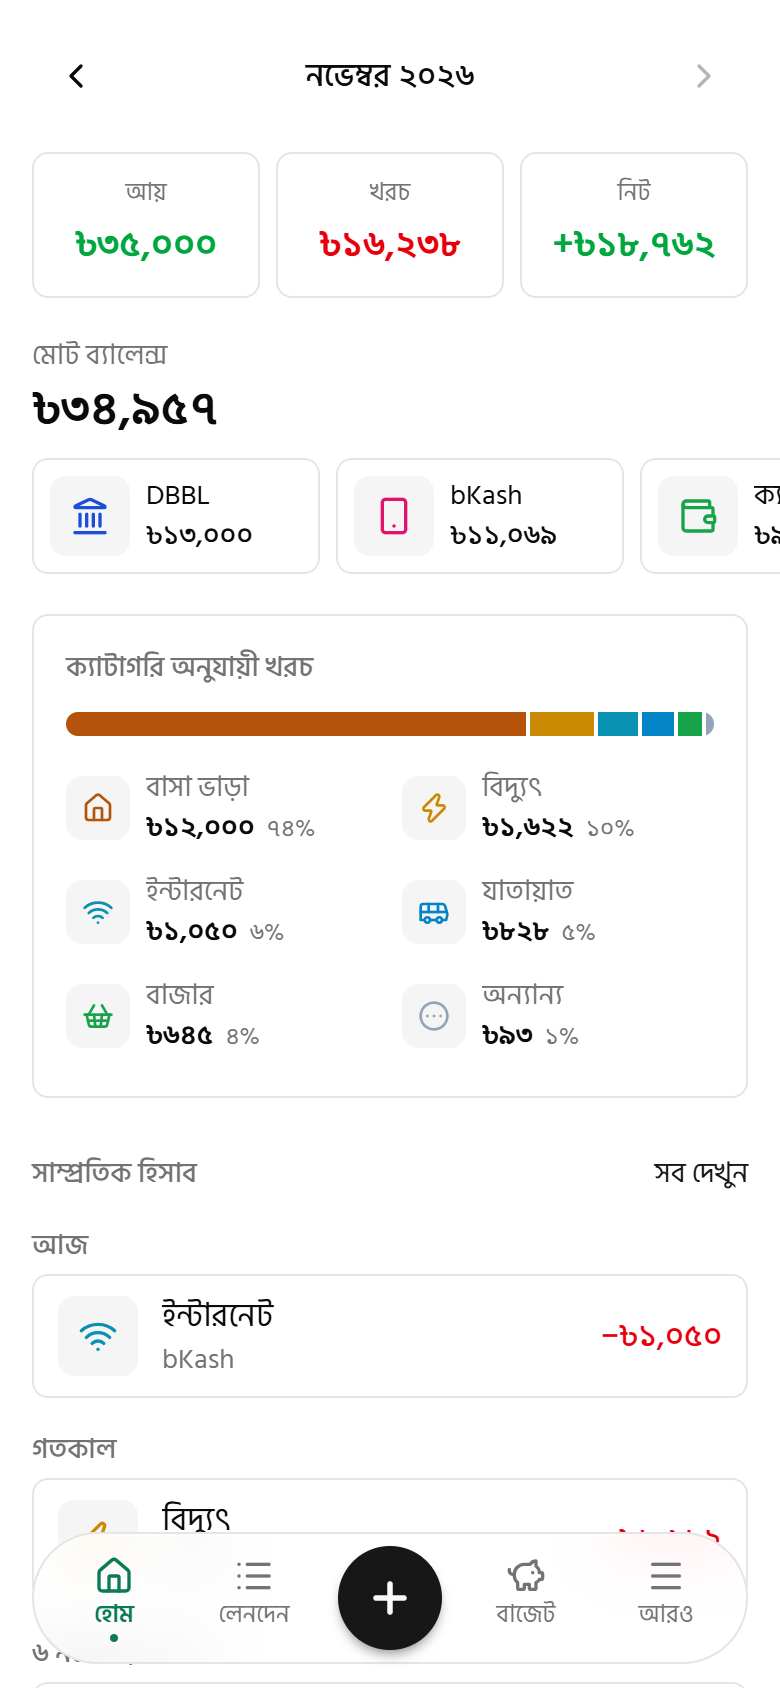 নভেম্বর ২০২৬
আয়
৳৩৫,০০০
খরচ
৳১৬,২৩৮
নিট
+৳১৮,৭৬২
মোট ব্যালেন্স
৳৩৪,৯৫৭
DBBL
৳১৩,০০০
bKash
৳১১,০৬৯
ক্যাটাগরি অনুযায়ী খরচ
বাসা ভাড়া
৳১২,০০০ ৭৪%
বিদ্যুৎ
৳১,৬২২ ১০%
ইন্টারনেট
৳১,০৫০ ৬%
যাতায়াত
৳৮২৮ ৫%
বাজার
৳৬৪৫ ৪%
অন্যান্য
৳৯৩ ১%
সাম্প্রতিক হিসাব
সব দেখুন
আজ
ইন্টারনেট
bKash
−৳১,০৫০
গতকাল
বিদ্যুৎ
হোম
লেনদেন
বাজেট
আরও